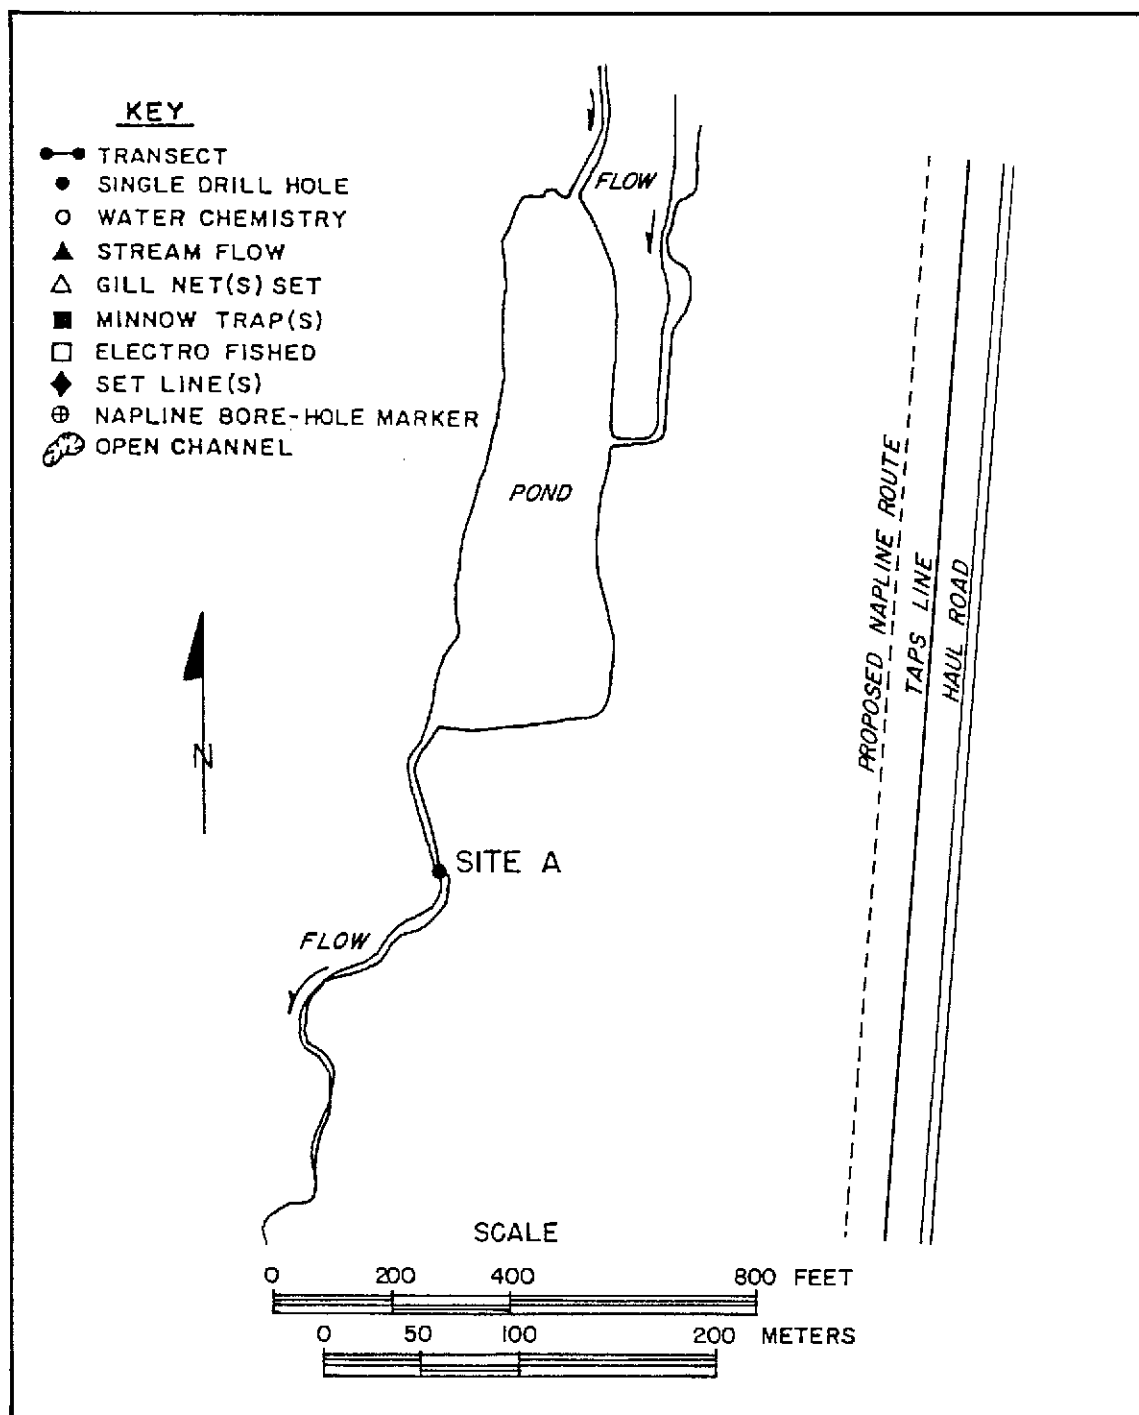 KEY
TRANSECT
SINGLE DRILL HOLE
WATER CHEMISTRY
STREAM FLOW
GILL NET(S) SET
MINNOW TRAP(S)
ELECTRO FISHED
SET LINE(S)
NAPLINE BORE-HOLE MARKER
OPEN CHANNEL
FLOW
POND
PROPOSED NAPLINE ROUTE
TAPS LINE
HAUL ROAD
N
SITE A
FLOW
SCALE
0 200 400 800 FEET
0 50 100 200 METERS